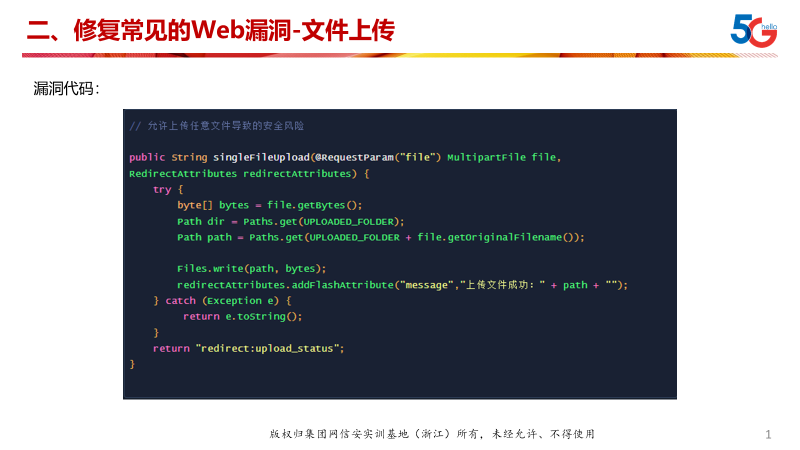 二、修复常见的Web漏洞-文件上传
5G hello
漏洞代码：
// 允许上传任意文件导致的安全风险
public String singleFileUpload(@RequestParam("file") MultipartFile file,
RedirectAttributes redirectAttributes) {
try {
byte[] bytes = file.getBytes();
Path dir = Paths.get(UPLOADED_FOLDER);
Path path = Paths.get(UPLOADED_FOLDER + file.getOriginalFilename());
Files.write(path, bytes);
redirectAttributes.addFlashAttribute("message","上传文件成功：" + path + "");
} catch (Exception e) {
return e.toString();
}
return "redirect:upload_status";
}
版权归集团网信安实训基地（浙江）所有，未经允许、不得使用
1